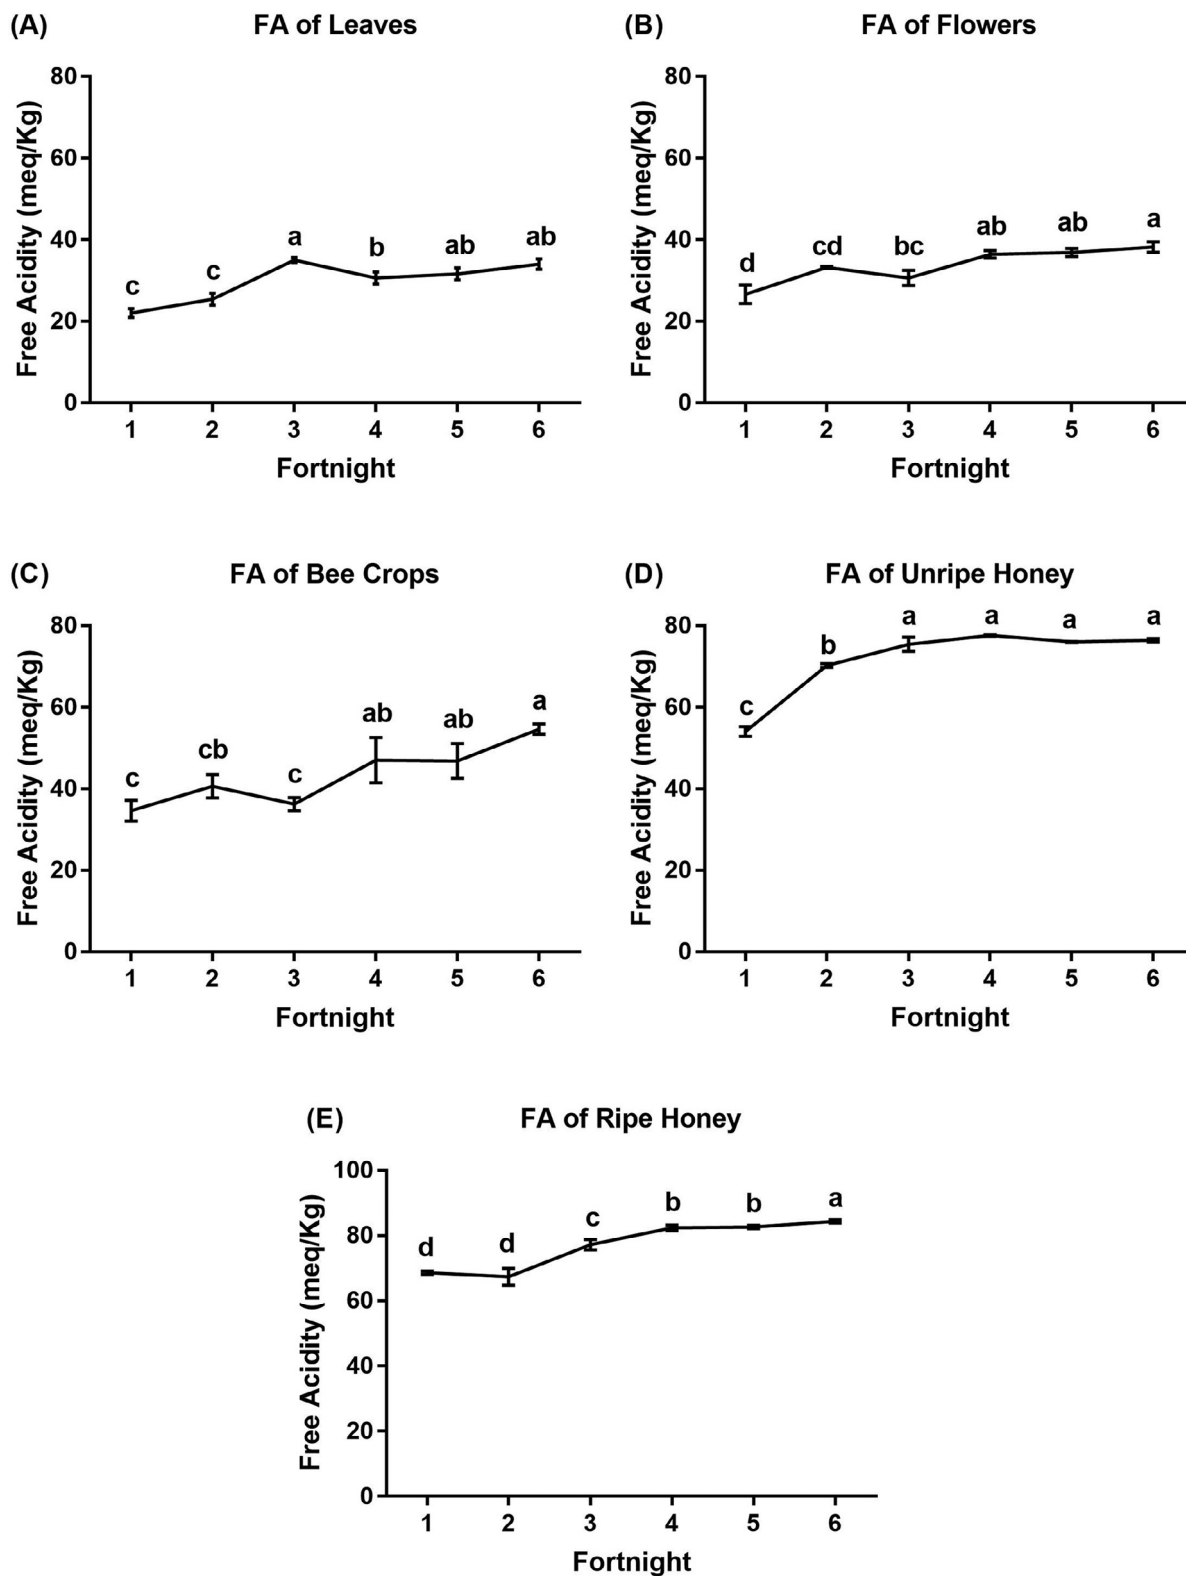 (A) FA of Leaves
Free Acidity (meq/Kg)
80
60
40
20
0
c c a b ab ab
1 2 3 4 5 6
Fortnight
(B) FA of Flowers
Free Acidity (meq/Kg)
80
60
40
20
0
d cd bc ab ab a
1 2 3 4 5 6
Fortnight
(C) FA of Bee Crops
Free Acidity (meq/Kg)
80
60
40
20
0
c cb c ab ab a
1 2 3 4 5 6
Fortnight
(D) FA of Unripe Honey
Free Acidity (meq/Kg)
80
60
40
20
0
c b a a a a
1 2 3 4 5 6
Fortnight
(E) FA of Ripe Honey
Free Acidity (meq/Kg)
100
80
60
40
20
0
d d c b b a
1 2 3 4 5 6
Fortnight